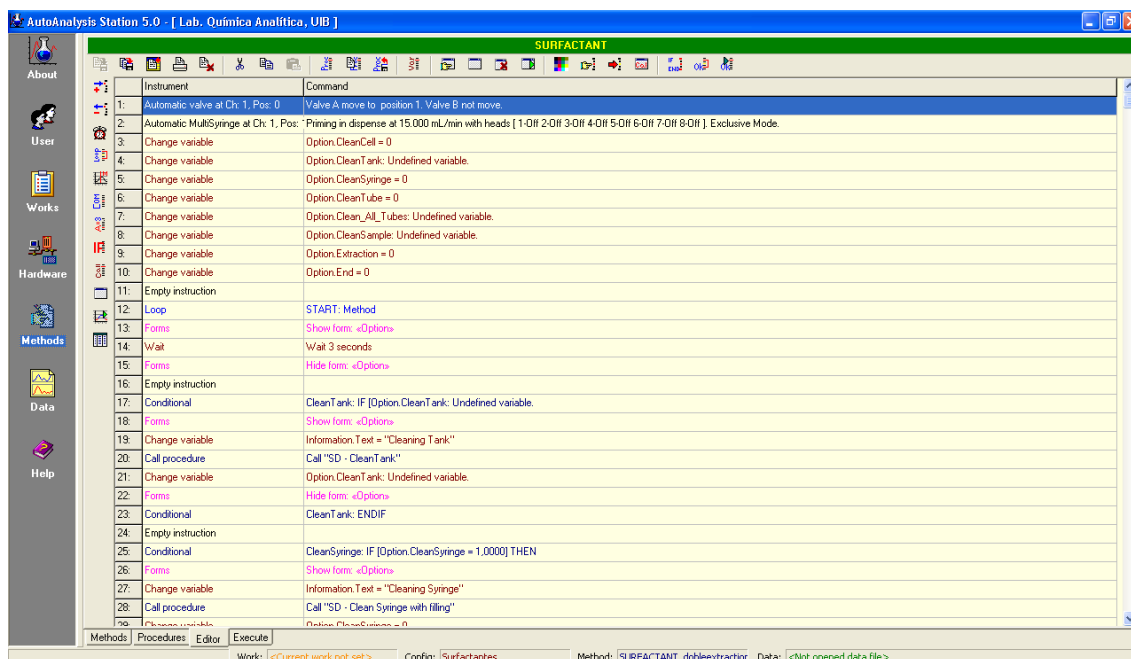 AutoAnalysis Station 5.0 - [ Lab. Química Analítica, UIB ]
SURFACTANT
About
User
Works
Hardware
Methods
Data
Help
Instrument Command
1: Automatic valve at Ch: 1, Pos: 0 Valve A move to position 1. Valve B not move.
2: Automatic MultiSyringe at Ch: 1, Pos: Priming in dispense at 15.000 mL/min with heads [ 1-Off 2-Off 3-Off 4-Off 5-Off 6-Off 7-Off 8-Off ]. Exclusive Mode.
3: Change variable Option.CleanCell = 0
4: Change variable Option.CleanTank: Undefined variable.
5: Change variable Option.CleanSyringe = 0
6: Change variable Option.CleanTube = 0
7: Change variable Option.Clean_All_Tubes: Undefined variable.
8: Change variable Option.CleanSample: Undefined variable.
9: Change variable Option.Extraction = 0
10: Change variable Option.End = 0
11: Empty instruction
12: Loop START: Method
13: Forms Show form: «Option»
14: Wait Wait 3 seconds
15: Forms Hide form: «Option»
16: Empty instruction
17: Conditional CleanTank: IF [Option.CleanTank: Undefined variable.
18: Forms Show form: «Option»
19: Change variable Information.Text = "Cleaning Tank"
20: Call procedure Call "SD - CleanTank"
21: Change variable Option.CleanTank: Undefined variable.
22: Forms Hide form: «Option»
23: Conditional CleanTank: ENDIF
24: Empty instruction
25: Conditional CleanSyringe: IF [Option.CleanSyringe = 1,0000] THEN
26: Forms Show form: «Option»
27: Change variable Information.Text = "Cleaning Syringe"
28: Call procedure Call "SD - Clean Syringe with filling"
29: Change variable Option.CleanSyringe = 0
Methods Procedures Editor Execute
Work: <Current work not set> Config: Surfactantes Method: SURFACTANT_dobleextraction Data: <Not opened data file>